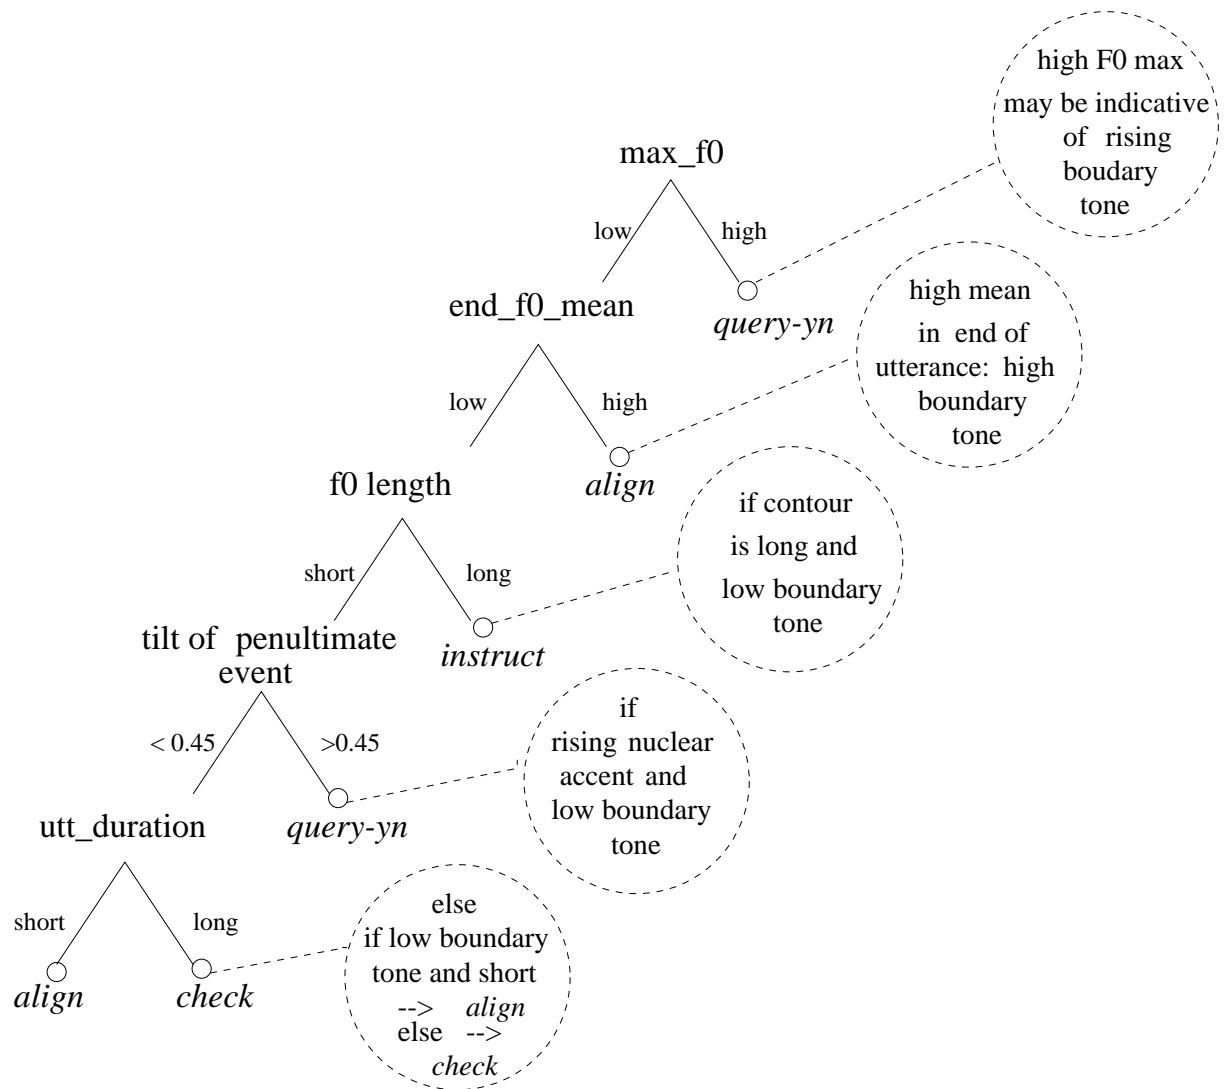 high F0 max
may be indicative
of rising
boudary
tone
max_f0
low
high
query-yn
high mean
in end of
utterance: high
boundary
tone
end_f0_mean
low
high
align
if contour
is long and
low boundary
tone
f0 length
short
long
instruct
if
rising nuclear
accent and
low boundary
tone
tilt of penultimate
event
< 0.45
>0.45
query-yn
else
if low boundary
tone and short
--> align
else -->
check
utt_duration
short
long
align
check